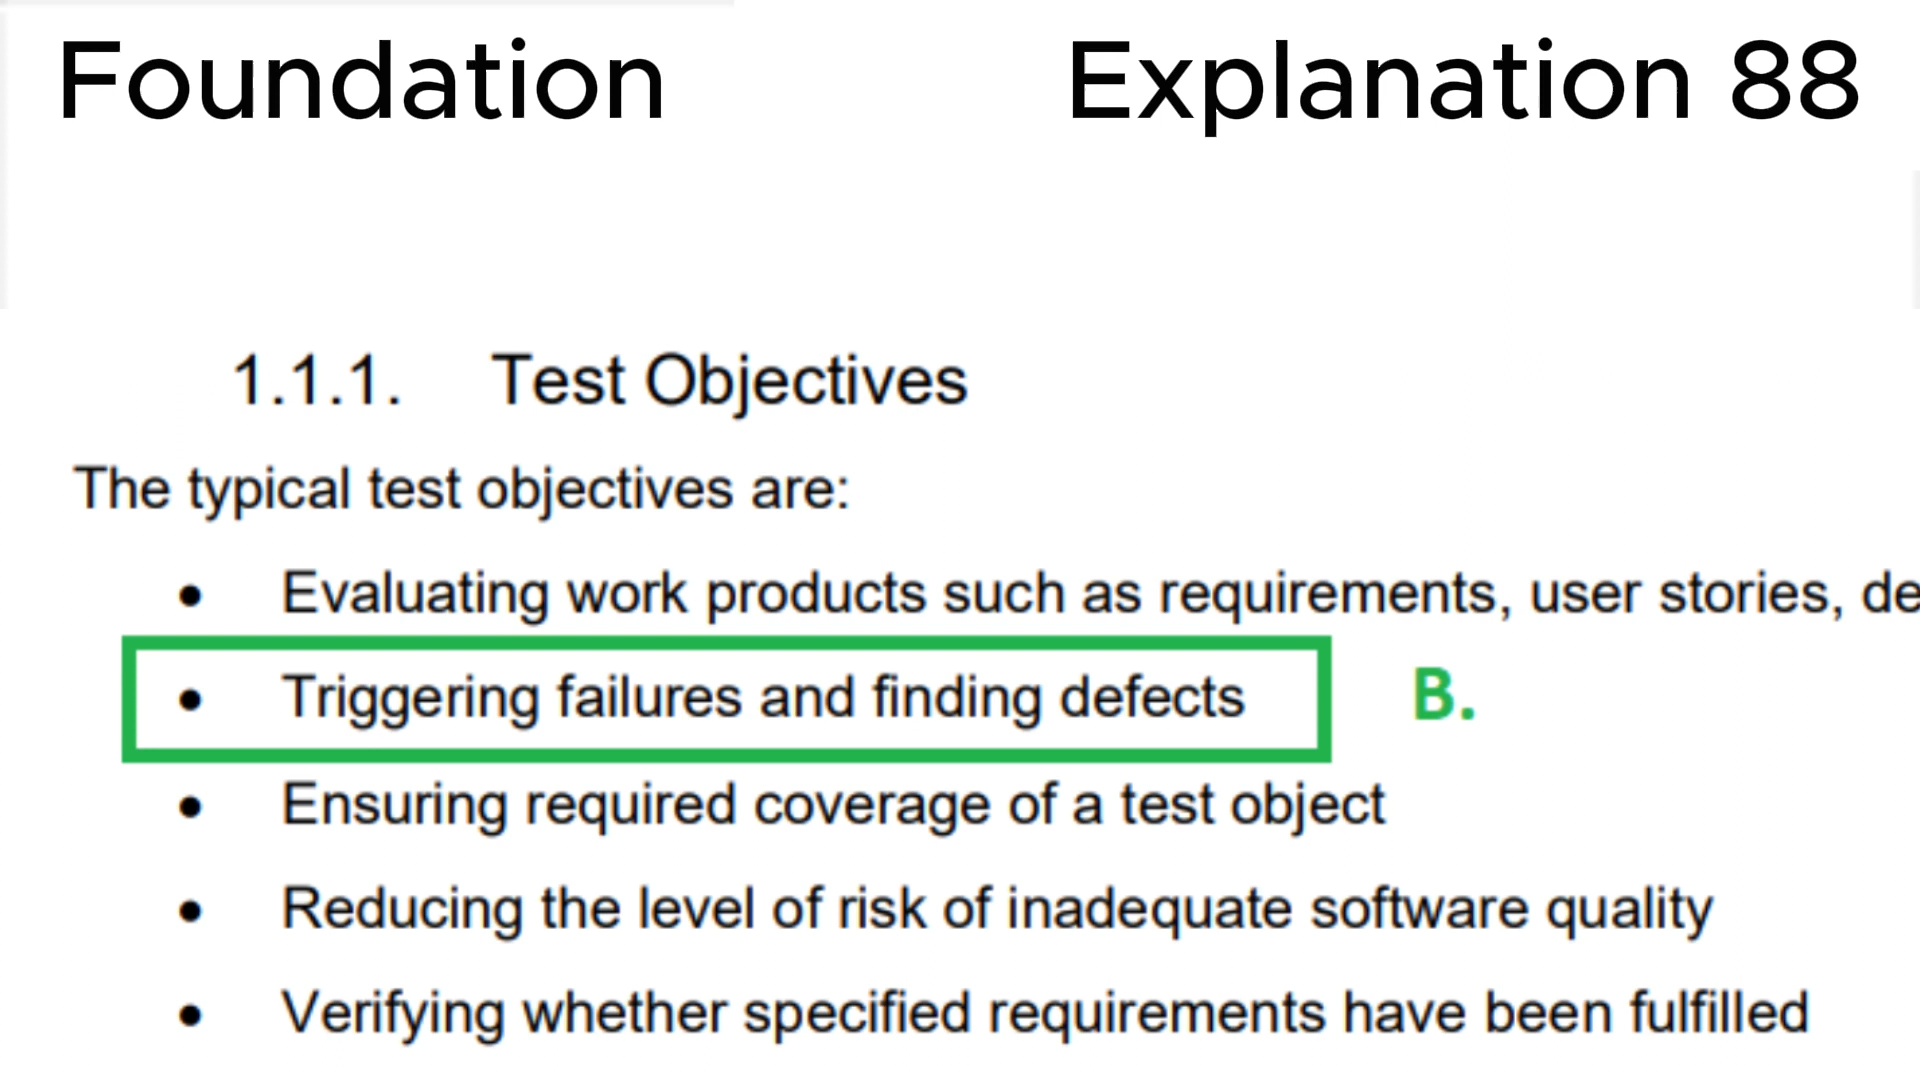 Foundation Explanation 88
1.1.1. Test Objectives
The typical test objectives are:
• Evaluating work products such as requirements, user stories, de
• Triggering failures and finding defects B.
• Ensuring required coverage of a test object
• Reducing the level of risk of inadequate software quality
• Verifying whether specified requirements have been fulfilled